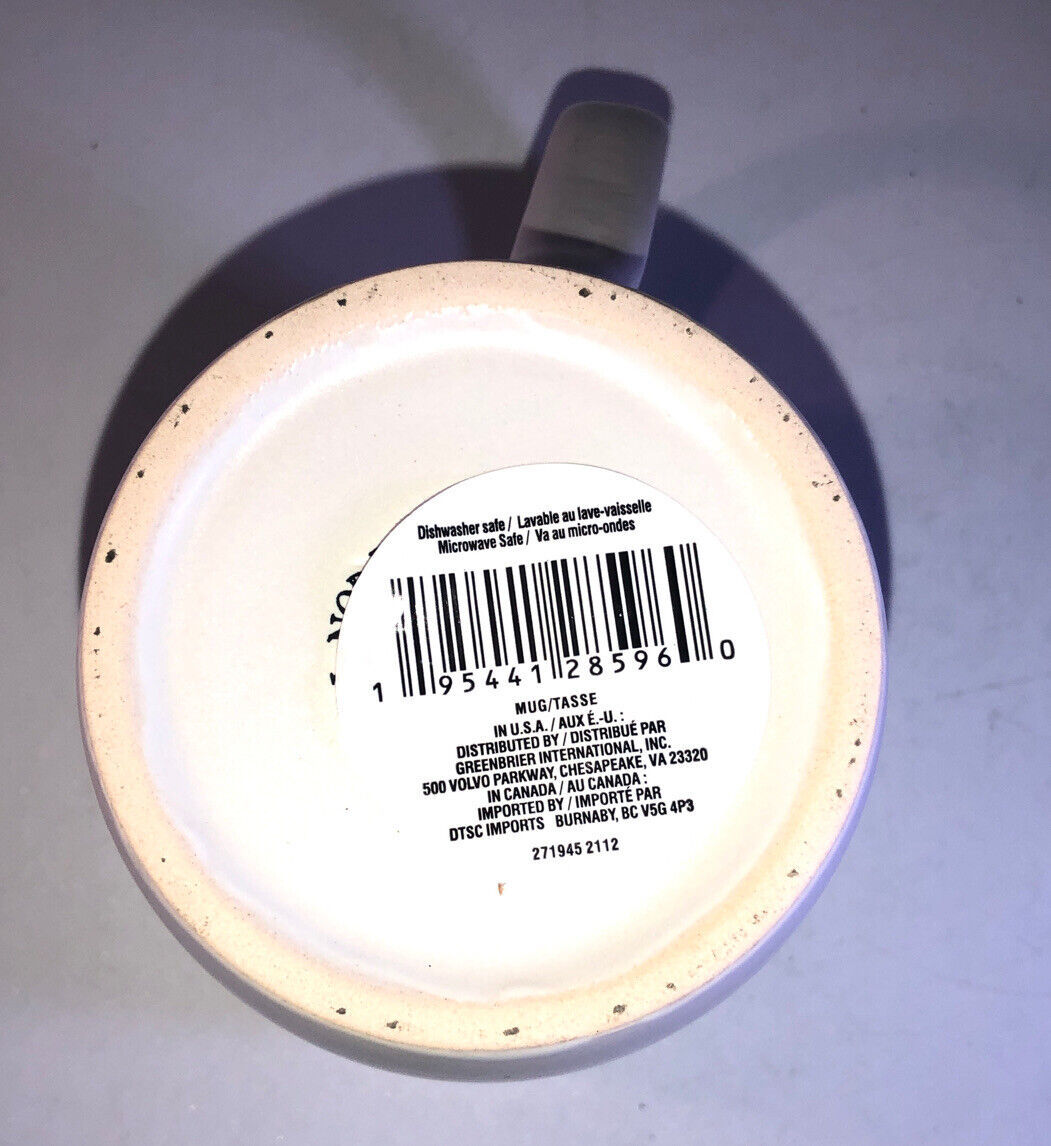 Dishwasher safe / Lavable au lave-vaisselle
Microwave Safe / Va au micro-ondes
1 95441 28596 0
MUG/TASSE
IN U.S.A. / AUX É.-U. :
DISTRIBUTED BY / DISTRIBUÉ PAR
GREENBRIER INTERNATIONAL, INC.
500 VOLVO PARKWAY, CHESAPEAKE, VA 23320
IN CANADA / AU CANADA :
IMPORTED BY / IMPORTÉ PAR
DTSC IMPORTS BURNABY, BC V5G 4P3
271945 2112